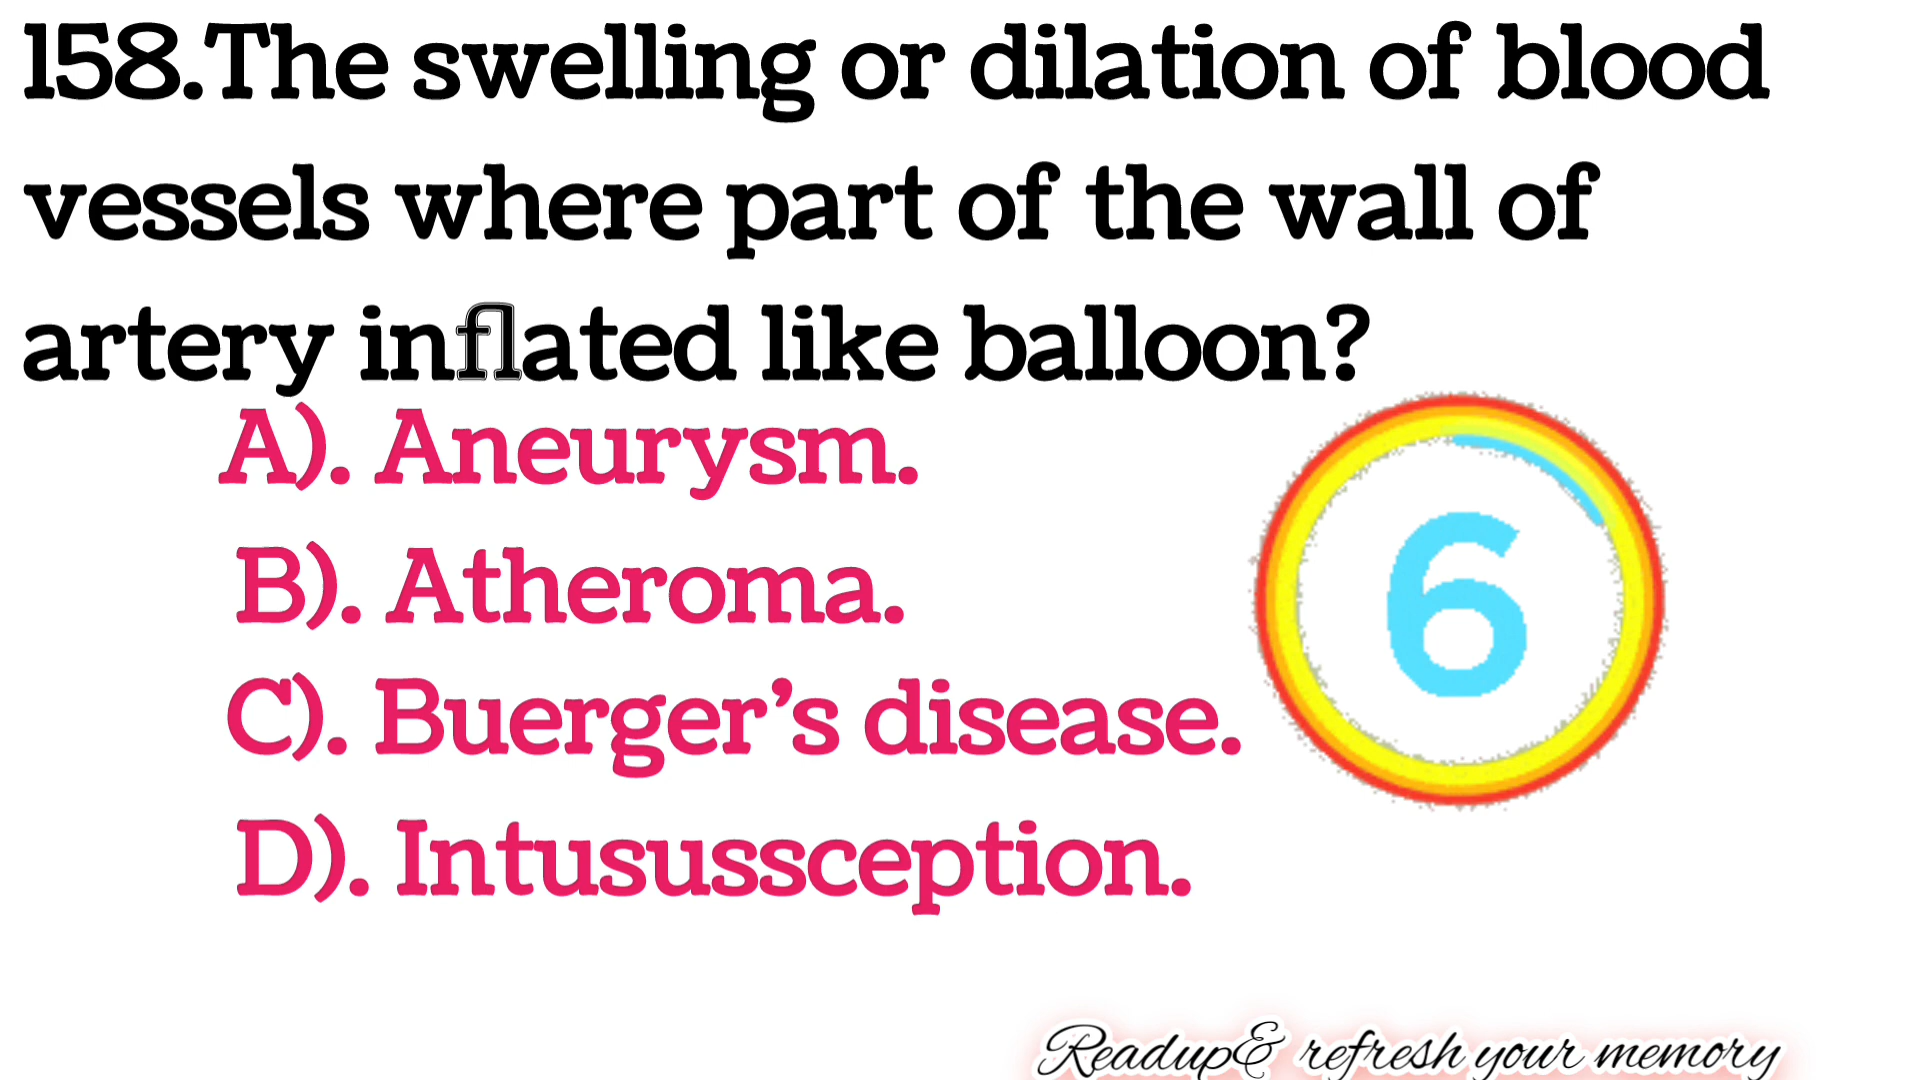 158.The swelling or dilation of blood
vessels where part of the wall of
artery inflated like balloon?
A). Aneurysm.
B). Atheroma.
C). Buerger’s disease.
D). Intusussception.
6
Readup& refresh your memory